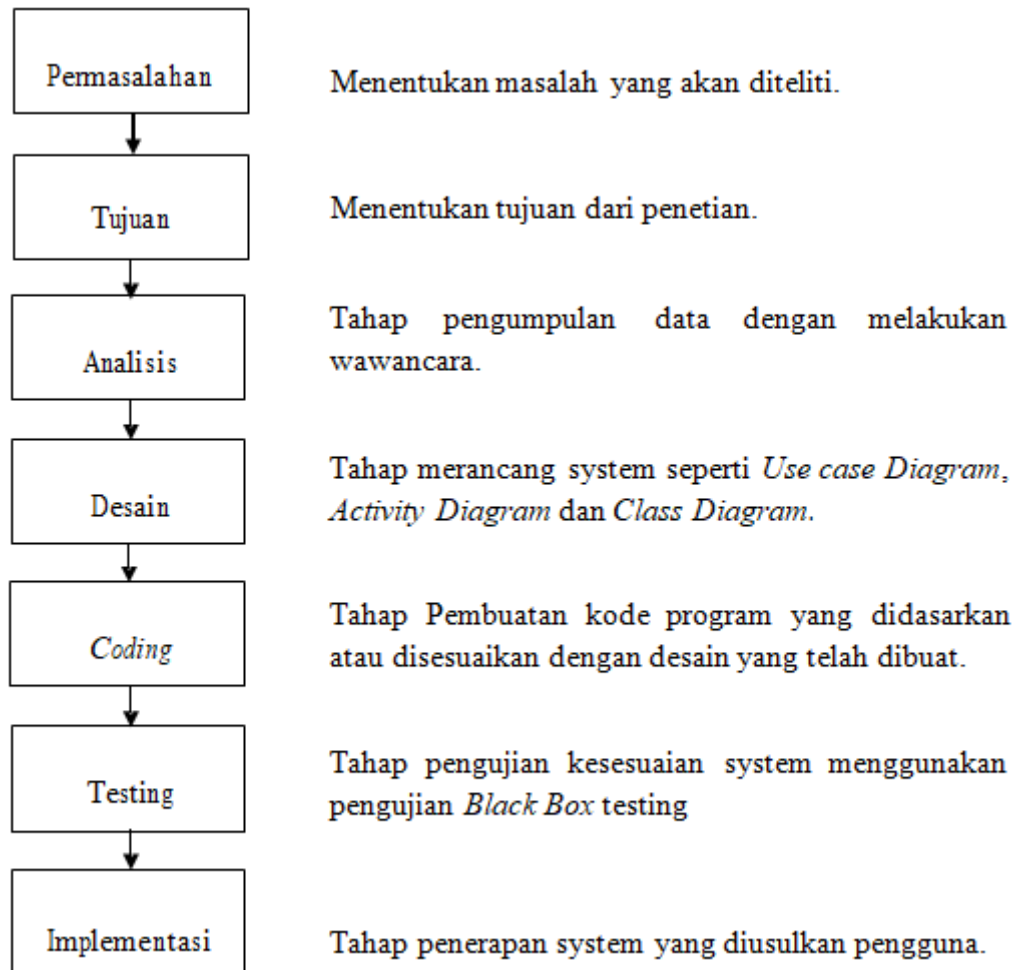 Permasalahan
Menentukan masalah yang akan diteliti.
Tujuan
Menentukan tujuan dari penetian.
Analisis
Tahap pengumpulan data dengan melakukan
wawancara.
Desain
Tahap merancang system seperti Use case Diagram,
Activity Diagram dan Class Diagram.
Coding
Tahap Pembuatan kode program yang didasarkan
atau disesuaikan dengan desain yang telah dibuat.
Testing
Tahap pengujian kesesuaian system menggunakan
pengujian Black Box testing
Implementasi
Tahap penerapan system yang diusulkan pengguna.